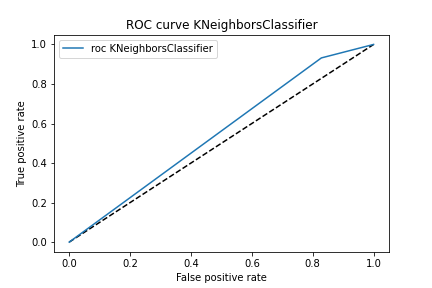 ROC curve KNeighborsClassifier
roc KNeighborsClassifier
True positive rate
1.0
0.8
0.6
0.4
0.2
0.0
0.0 0.2 0.4 0.6 0.8 1.0
False positive rate